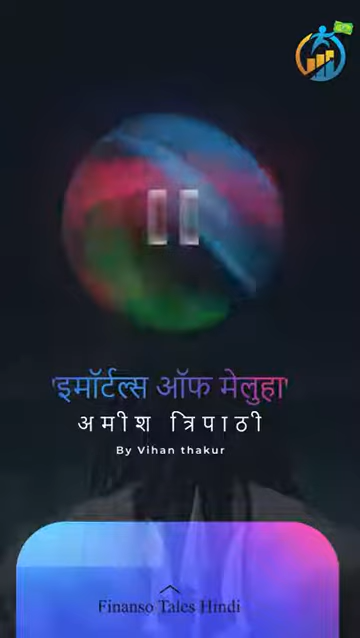 'इमॉर्टल्स ऑफ मेलुहा'
अमीश त्रिपाठी
By Vihan thakur
Finanso Tales Hindi